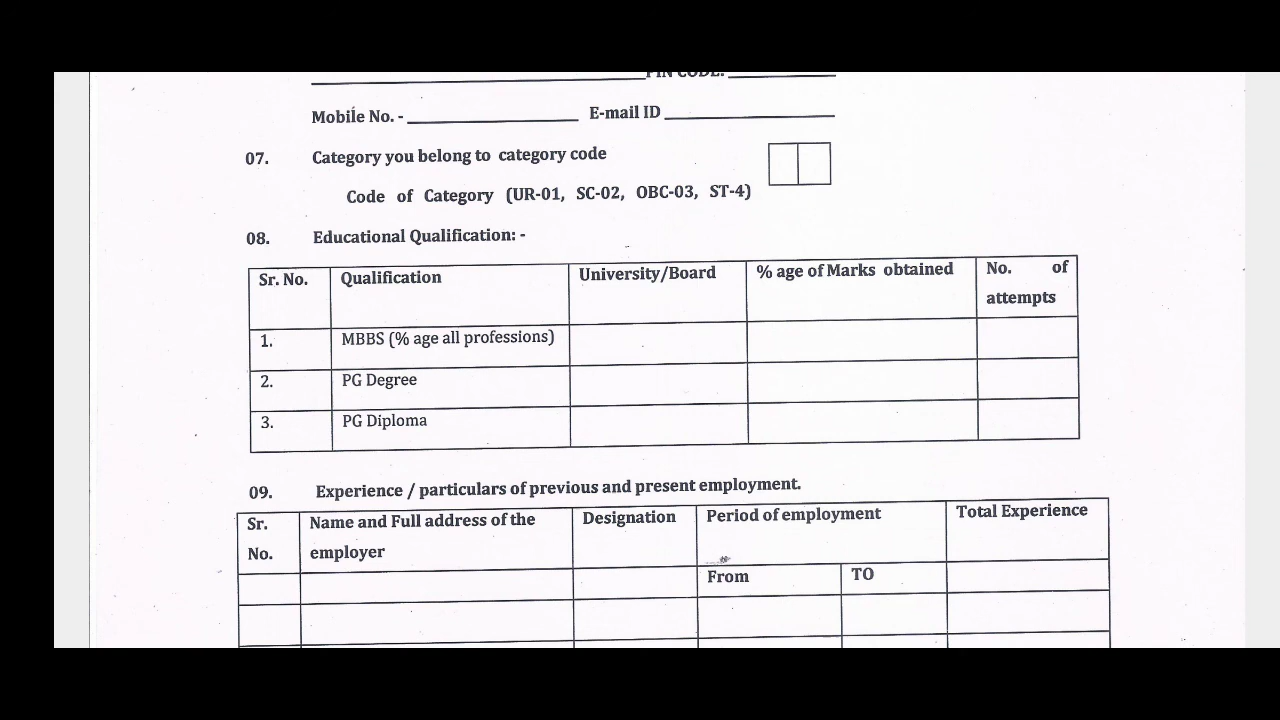 PIN CODE:
Mobile No. - E-mail ID
07. Category you belong to category code
Code of Category (UR-01, SC-02, OBC-03, ST-4)
08. Educational Qualification: -
Sr. No. Qualification University/Board % age of Marks obtained No. of attempts
1. MBBS (% age all professions)
2. PG Degree
3. PG Diploma
09. Experience / particulars of previous and present employment.
Sr. No. Name and Full address of the employer Designation Period of employment Total Experience
From TO